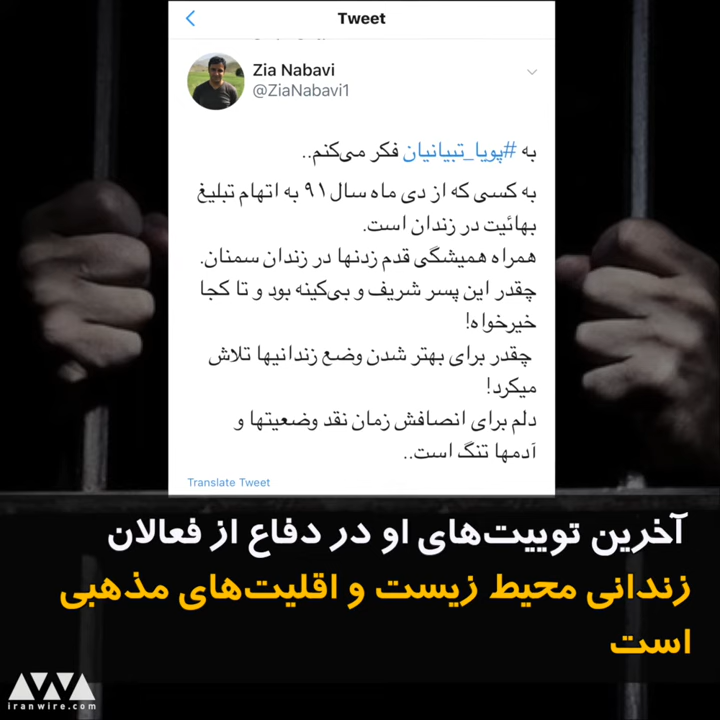 Tweet
Zia Nabavi
@ZiaNabavi1
به #پویا_تبیانیان فکر می‌کنم..
به کسی که از دی ماه سال ۹۱ به اتهام تبلیغ
بهائیت در زندان است.
همراه همیشگی قدم زدنها در زندان سمنان.
چقدر این پسر شریف و بی‌کینه بود و تا کجا
خیرخواه!
چقدر برای بهتر شدن وضع زندانیها تلاش
میکرد!
دلم برای انصافش زمان نقد وضعیتها و
آدمها تنگ است..
Translate Tweet
آخرین توییت‌های او در دفاع از فعالان
زندانی محیط زیست و اقلیت‌های مذهبی
است
iranwire.com